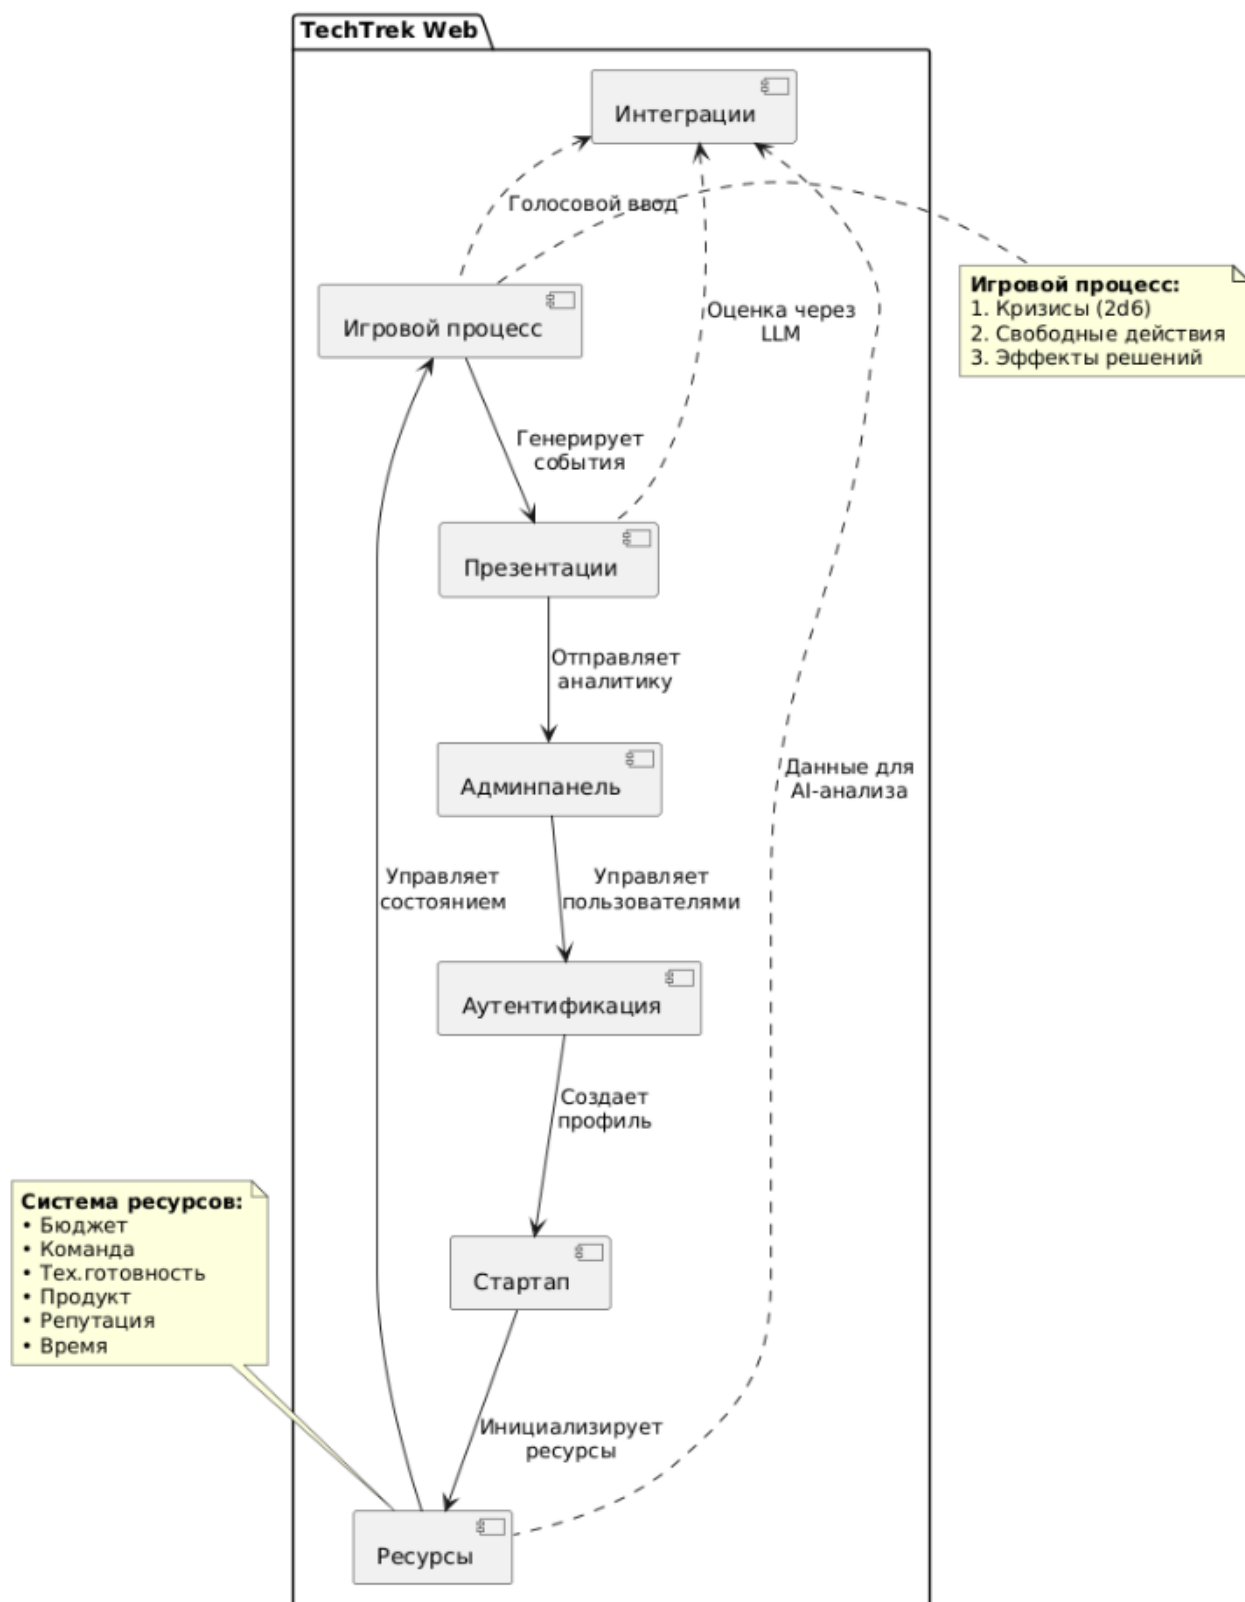 TechTrek Web
Интеграции
Голосовой ввод
Игровой процесс:
1. Кризисы (2d6)
2. Свободные действия
3. Эффекты решений
Игровой процесс
Оценка через
LLM
Генерирует
события
Презентации
Отправляет
аналитику
Админпанель
Данные для
AI-анализа
Управляет
состоянием
Управляет
пользователями
Аутентификация
Создает
профиль
Система ресурсов:
• Бюджет
• Команда
• Тех.готовность
• Продукт
• Репутация
• Время
Стартап
Инициализирует
ресурсы
Ресурсы